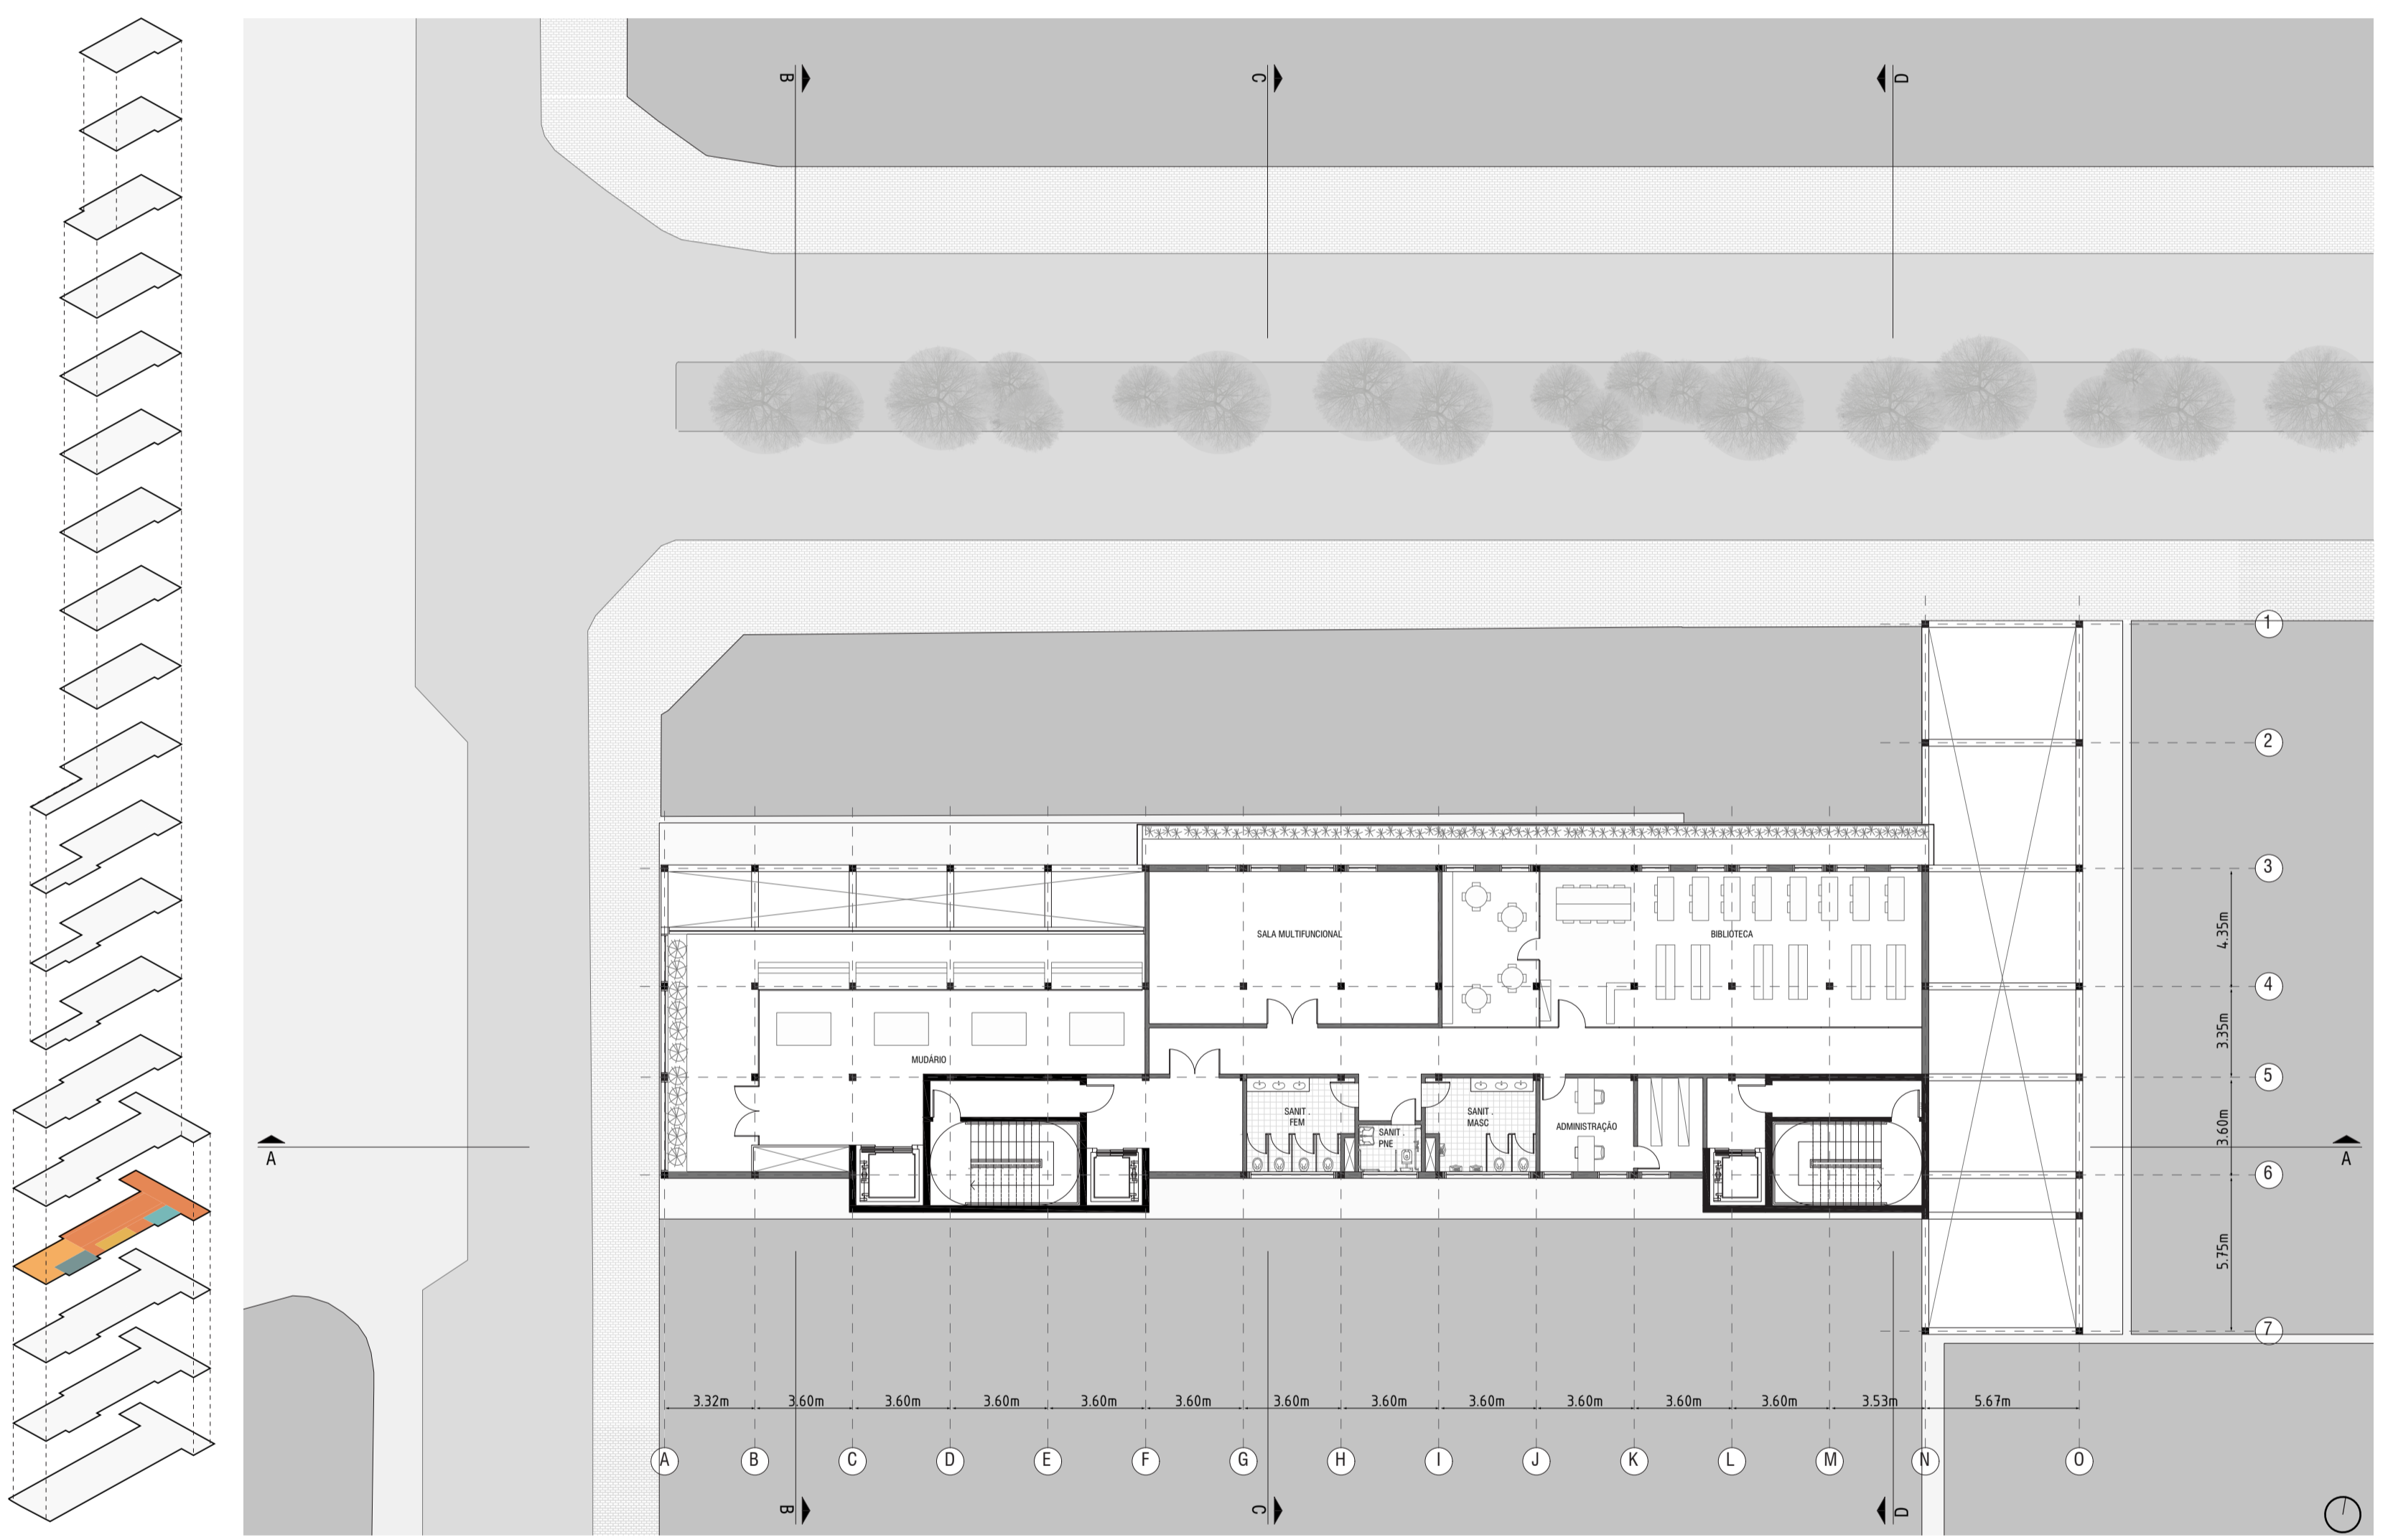 B
C
D
1
2
3
SALA MULTIFUNCIONAL
BIBLIOTECA
4.35m
4
3.35m
MUDÁRIO
5
SANIT .
FEM
SANIT .
PNE
SANIT .
MASC
ADMINISTRAÇÃO
3.60m
A
A
6
5.75m
7
3.32m 3.60m 3.60m 3.60m 3.60m 3.60m 3.60m 3.60m 3.60m 3.60m 3.60m 3.60m 3.53m 5.67m
A B C D E F G H I J K L M N O
B
C
D